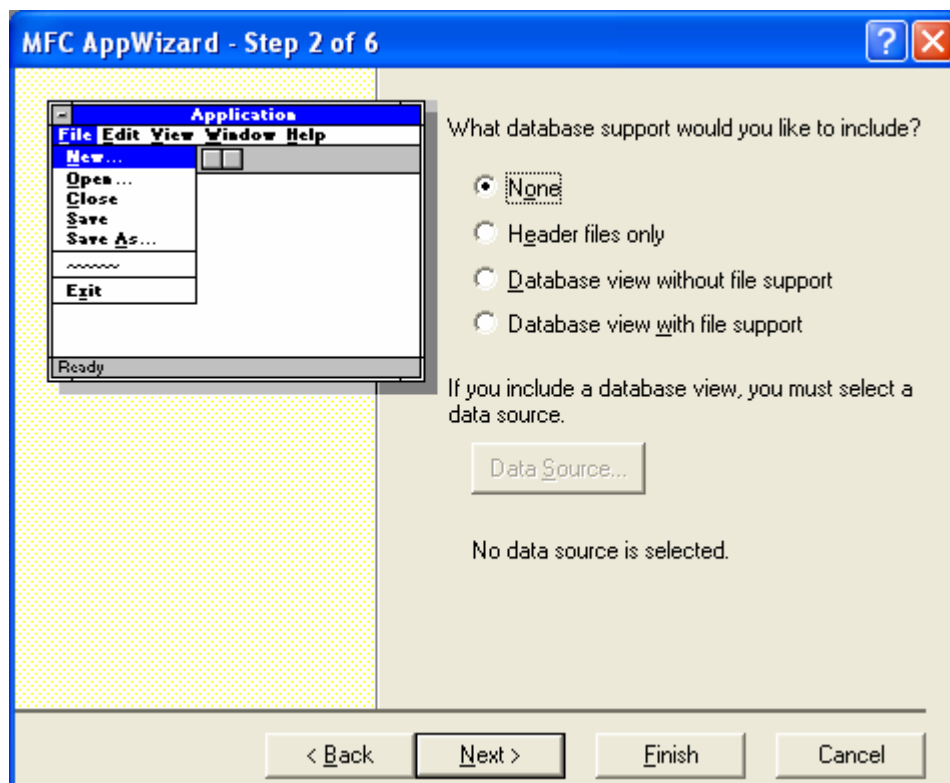 MFC AppWizard - Step 2 of 6
?
Application
File Edit View Window Help
New...
Open...
Close
Save
Save As...
~~~~~~
Exit
Ready
What database support would you like to include?
None
Header files only
Database view without file support
Database view with file support
If you include a database view, you must select a
data source.
Data Source...
No data source is selected.
< Back
Next >
Finish
Cancel